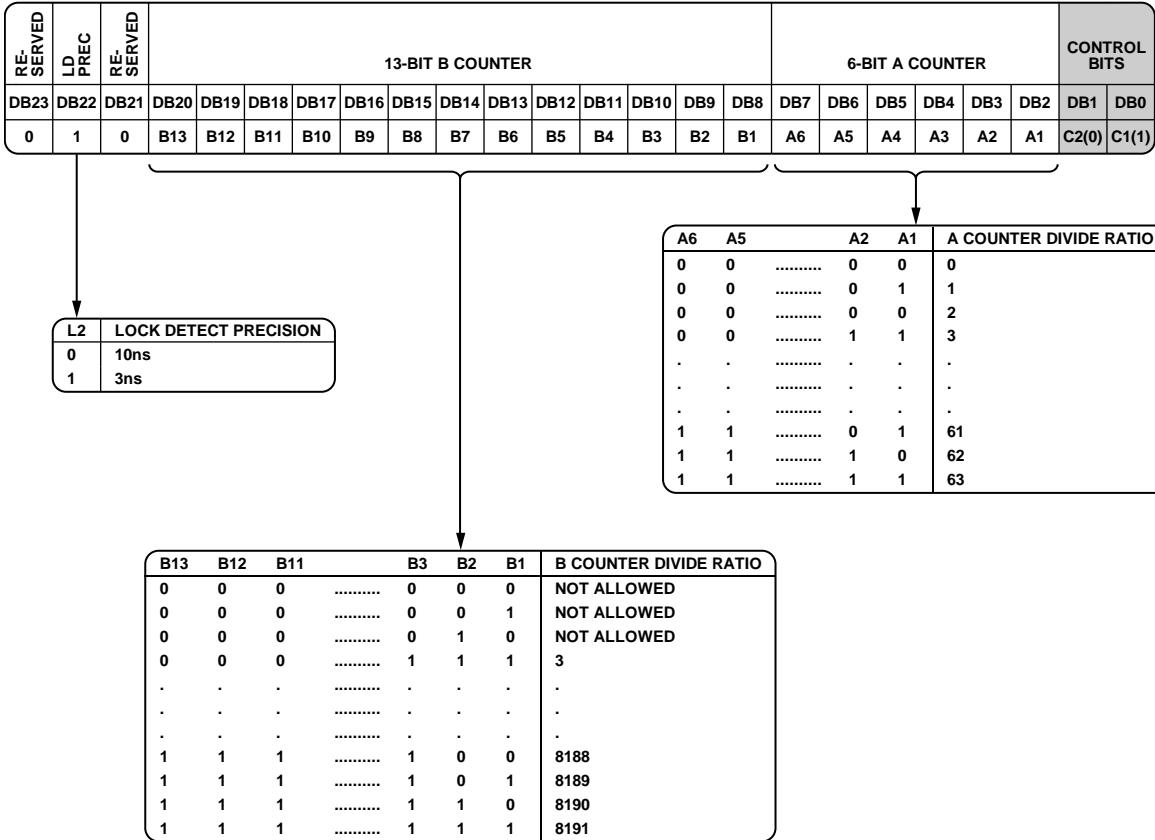 RE-
SERVED
LD
PREC
RE-
SERVED
13-BIT B COUNTER
6-BIT A COUNTER
CONTROL
BITS
DB23 DB22 DB21 DB20 DB19 DB18 DB17 DB16 DB15 DB14 DB13 DB12 DB11 DB10 DB9 DB8 DB7 DB6 DB5 DB4 DB3 DB2 DB1 DB0
0 1 0 B13 B12 B11 B10 B9 B8 B7 B6 B5 B4 B3 B2 B1 A6 A5 A4 A3 A2 A1 C2(0) C1(1)
A6 A5 A2 A1 A COUNTER DIVIDE RATIO
0 0 .......... 0 0 0
0 0 .......... 0 1 1
0 0 .......... 0 0 2
0 0 .......... 1 1 3
. . .......... . . .
. . .......... . . .
. . .......... . . .
1 1 .......... 0 1 61
1 1 .......... 1 0 62
1 1 .......... 1 1 63
L2 LOCK DETECT PRECISION
0 10ns
1 3ns
B13 B12 B11 B3 B2 B1 B COUNTER DIVIDE RATIO
0 0 0 .......... 0 0 0 NOT ALLOWED
0 0 0 .......... 0 0 1 NOT ALLOWED
0 0 0 .......... 0 1 0 NOT ALLOWED
0 0 0 .......... 1 1 1 3
. . . .......... . . . .
. . . .......... . . . .
. . . .......... . . . .
1 1 1 .......... 1 0 0 8188
1 1 1 .......... 1 0 1 8189
1 1 1 .......... 1 1 0 8190
1 1 1 .......... 1 1 1 8191